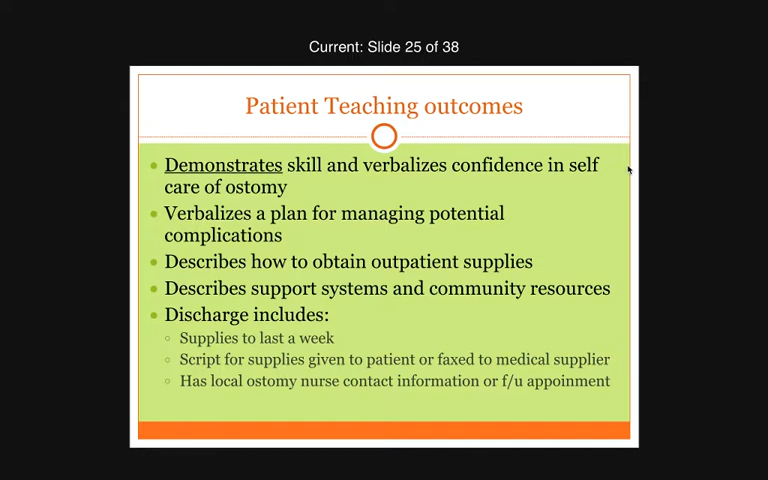 Current: Slide 25 of 38
Patient Teaching outcomes
Demonstrates skill and verbalizes confidence in self
care of ostomy
Verbalizes a plan for managing potential
complications
Describes how to obtain outpatient supplies
Describes support systems and community resources
Discharge includes:
Supplies to last a week
Script for supplies given to patient or faxed to medical supplier
Has local ostomy nurse contact information or f/u appoinment